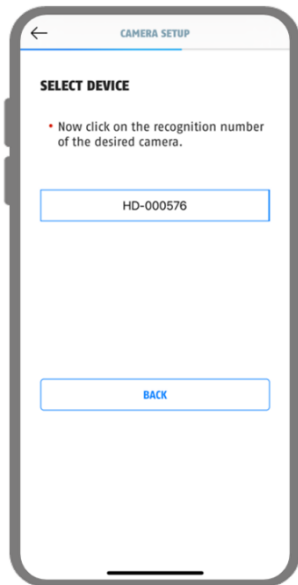 CAMERA SETUP
SELECT DEVICE
• Now click on the recognition number
of the desired camera.
HD-000576
BACK